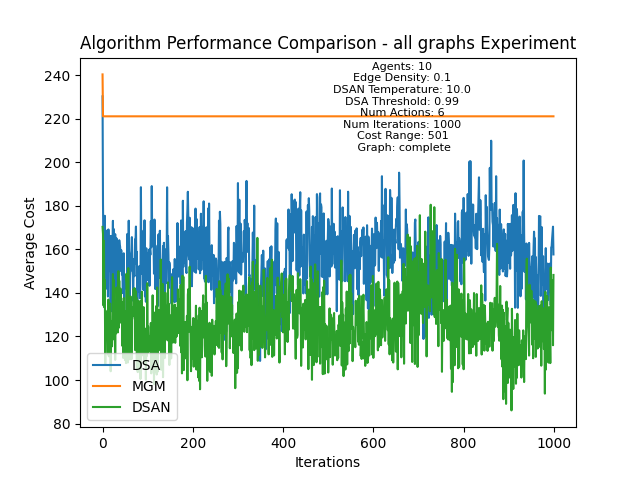 Algorithm Performance Comparison - all graphs Experiment
Agents: 10
Edge Density: 0.1
DSAN Temperature: 10.0
DSA Threshold: 0.99
Num Actions: 6
Num Iterations: 1000
Cost Range: 501
Graph: complete
Average Cost
240
220
200
180
160
140
120
100
80
DSA
MGM
DSAN
0
200
400
600
800
1000
Iterations